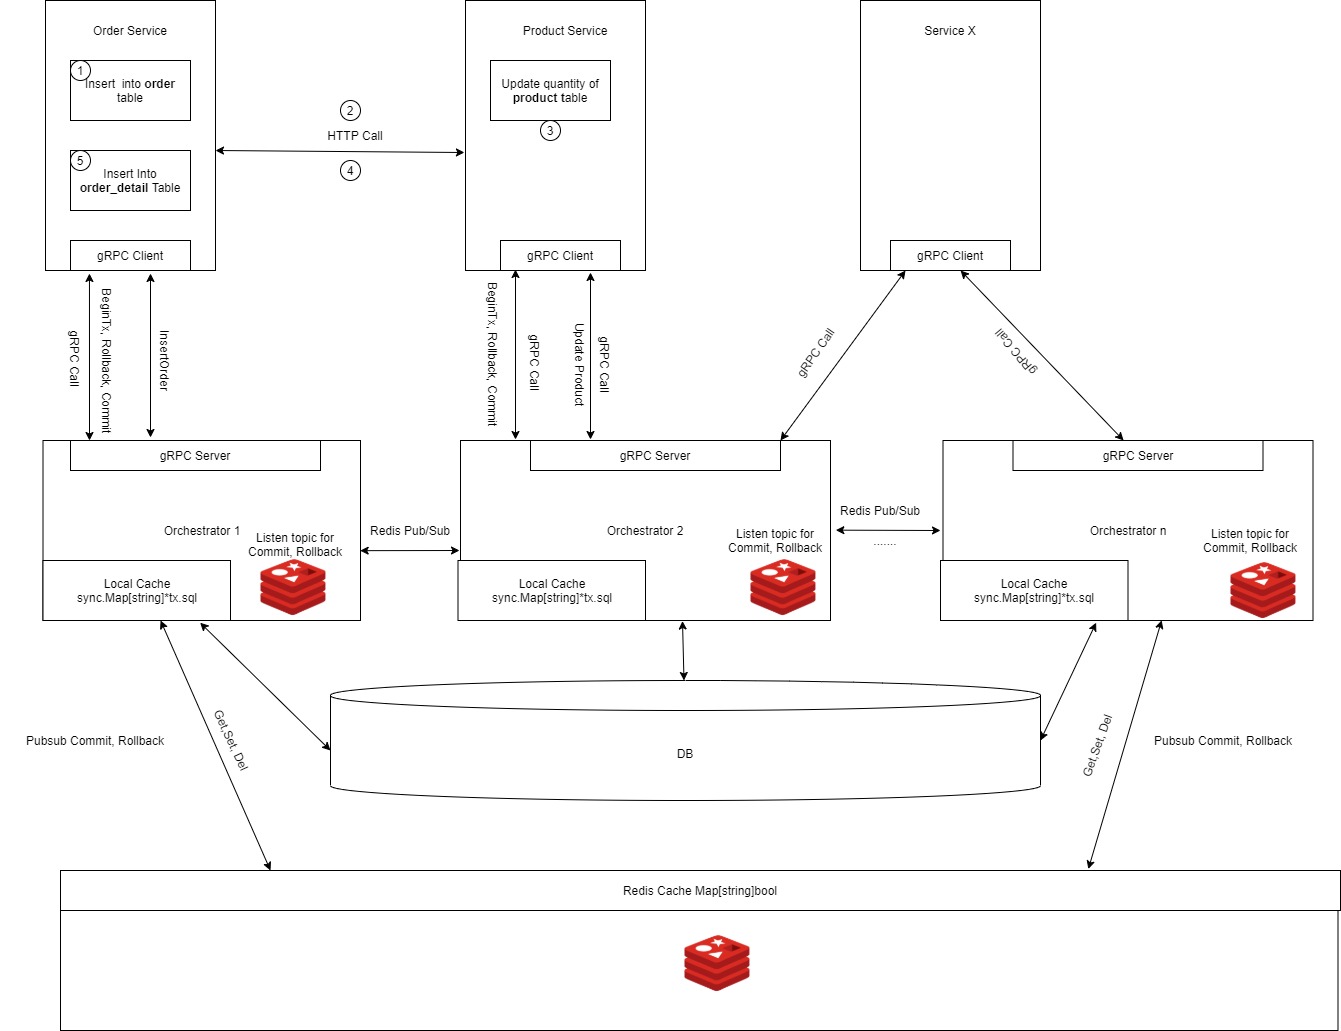 Order Service
Product Service
Service X
1
Insert into order
table
Update quantity of
product table
2
HTTP Call
3
4
5
Insert Into
order_detail Table
gRPC Client
gRPC Client
gRPC Client
gRPC Call
BeginTx, Rollback, Commit
InsertOrder
BeginTx, Rollback, Commit
gRPC Call
Update Product
gRPC Call
gRPC Call
gRPC Call
gRPC Server
gRPC Server
gRPC Server
Orchestrator 1
Listen topic for
Commit, Rollback
Redis Pub/Sub
Orchestrator 2
Listen topic for
Commit, Rollback
Redis Pub/Sub
.......
Orchestrator n
Listen topic for
Commit, Rollback
Local Cache
sync.Map[string]*tx.sql
Local Cache
sync.Map[string]*tx.sql
Local Cache
sync.Map[string]*tx.sql
Pubsub Commit, Rollback
Get,Set, Del
DB
Get,Set, Del
Pubsub Commit, Rollback
Redis Cache Map[string]bool